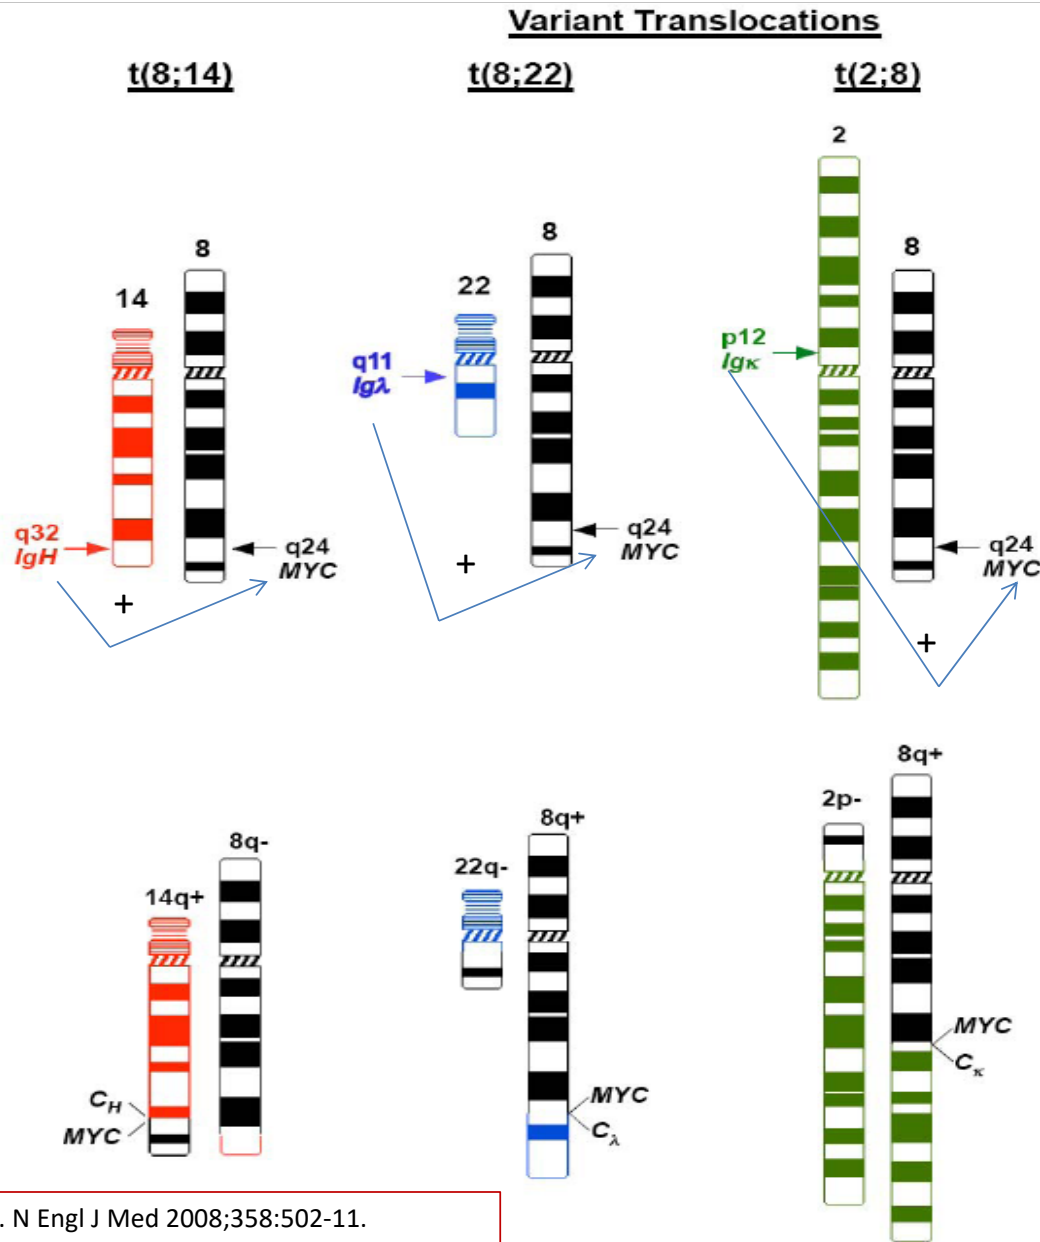 Variant Translocations
t(8;14)
t(8;22)
t(2;8)
14
8
q32
IgH
q24
MYC
+
22
8
q11
Igλ
q24
MYC
+
2
8
p12
Igκ
q24
MYC
+
14q+
8q-
CH
MYC
22q-
8q+
MYC
Cλ
2p-
8q+
MYC
Cκ
. N Engl J Med 2008;358:502-11.